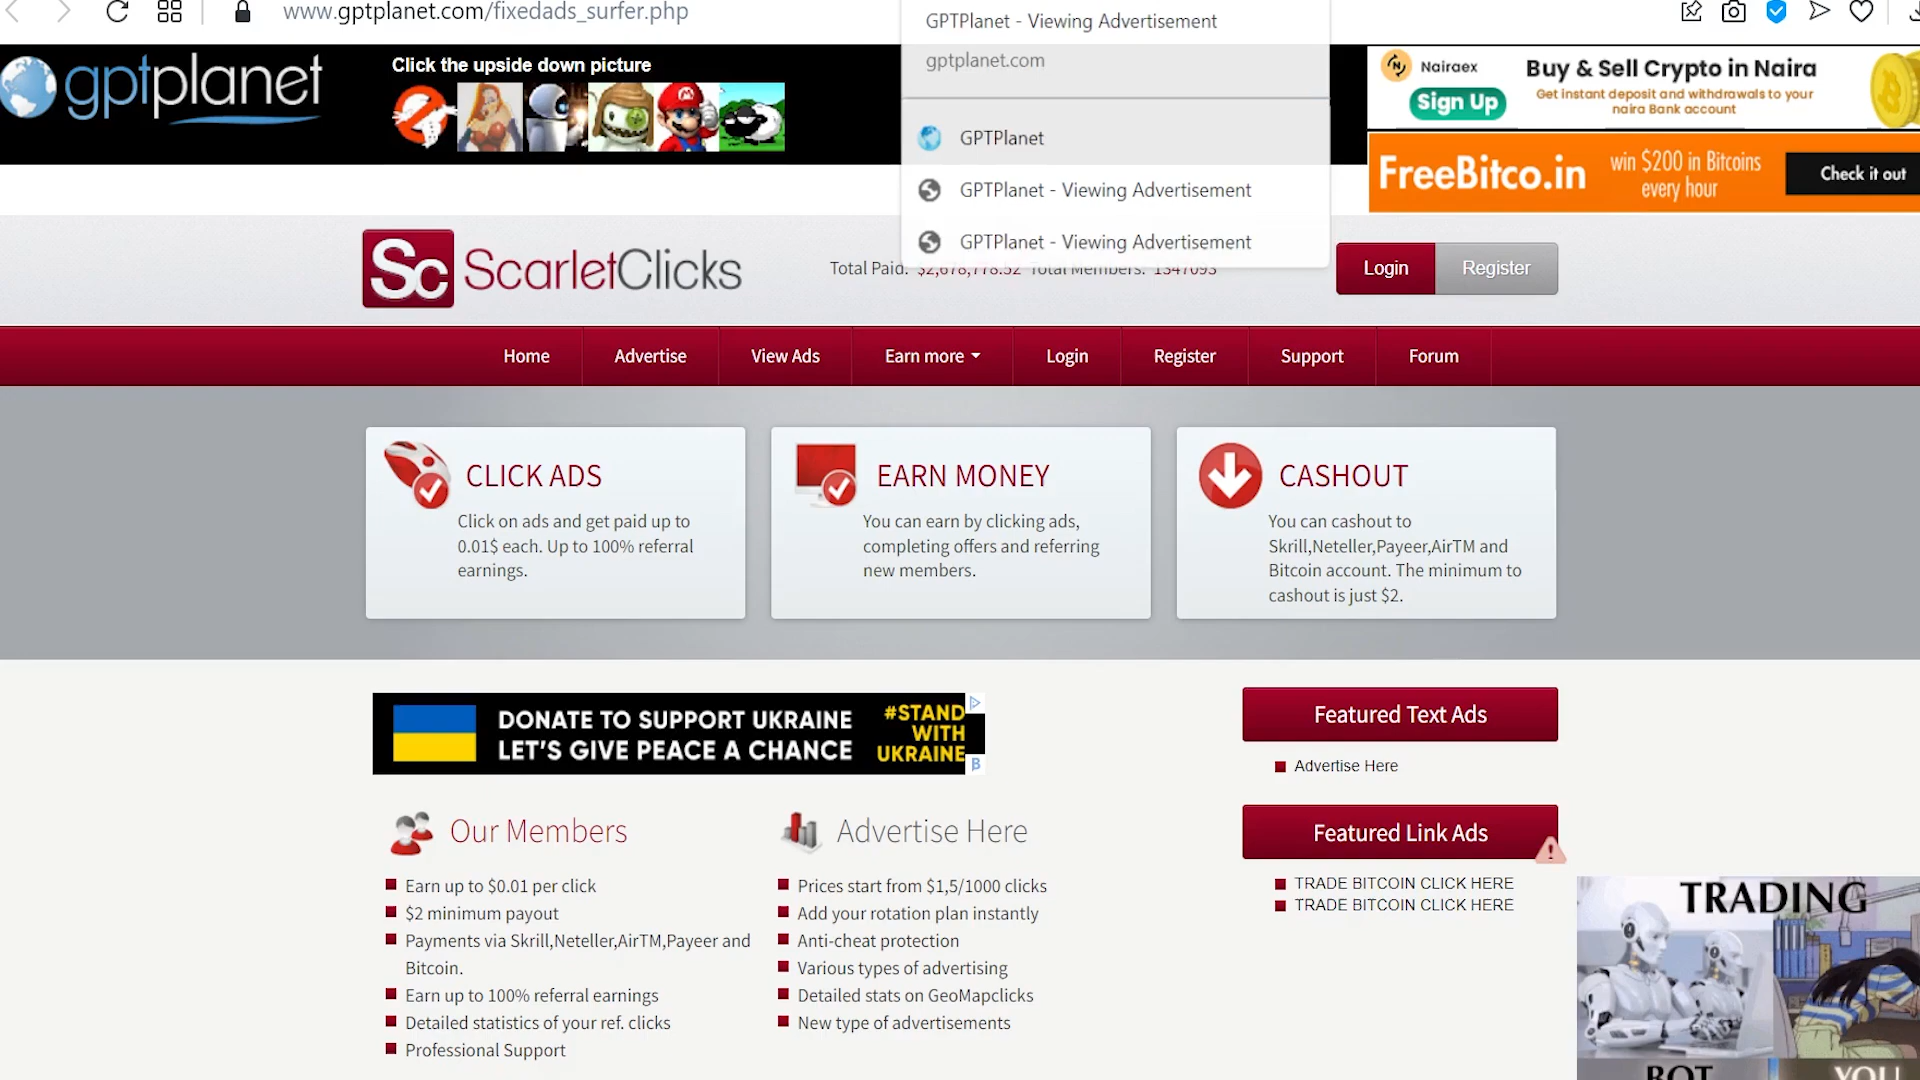 www.gptplanet.com/fixedads_surfer.php
GPTPlanet - Viewing Advertisement
gptplanet.com
GPTPlanet
GPTPlanet - Viewing Advertisement
GPTPlanet - Viewing Advertisement
gptplanet
Click the upside down picture
Nairaex
Sign Up
Buy & Sell Crypto in Naira
Get instant deposit and withdrawals to your
naira Bank account
FreeBitco.in
win $200 in Bitcoins
every hour
Check it out
Sc ScarletClicks
Total Paid: $2,678,778.52 Total Members: 1347093
Login
Register
Home
Advertise
View Ads
Earn more
Login
Register
Support
Forum
CLICK ADS
Click on ads and get paid up to
0.01$ each. Up to 100% referral
earnings.
EARN MONEY
You can earn by clicking ads,
completing offers and referring
new members.
CASHOUT
You can cashout to
Skrill,Neteller,Payeer,AirTM and
Bitcoin account. The minimum to
cashout is just $2.
DONATE TO SUPPORT UKRAINE
LET'S GIVE PEACE A CHANCE
#STAND
WITH
UKRAINE
B
Our Members
Earn up to $0.01 per click
$2 minimum payout
Payments via Skrill,Neteller,AirTM,Payeer and
Bitcoin.
Earn up to 100% referral earnings
Detailed statistics of your ref. clicks
Professional Support
Advertise Here
Prices start from $1,5/1000 clicks
Add your rotation plan instantly
Anti-cheat protection
Various types of advertising
Detailed stats on GeoMapclicks
New type of advertisements
Featured Text Ads
Advertise Here
Featured Link Ads
TRADE BITCOIN CLICK HERE
TRADE BITCOIN CLICK HERE
TRADING
BOT
YOU